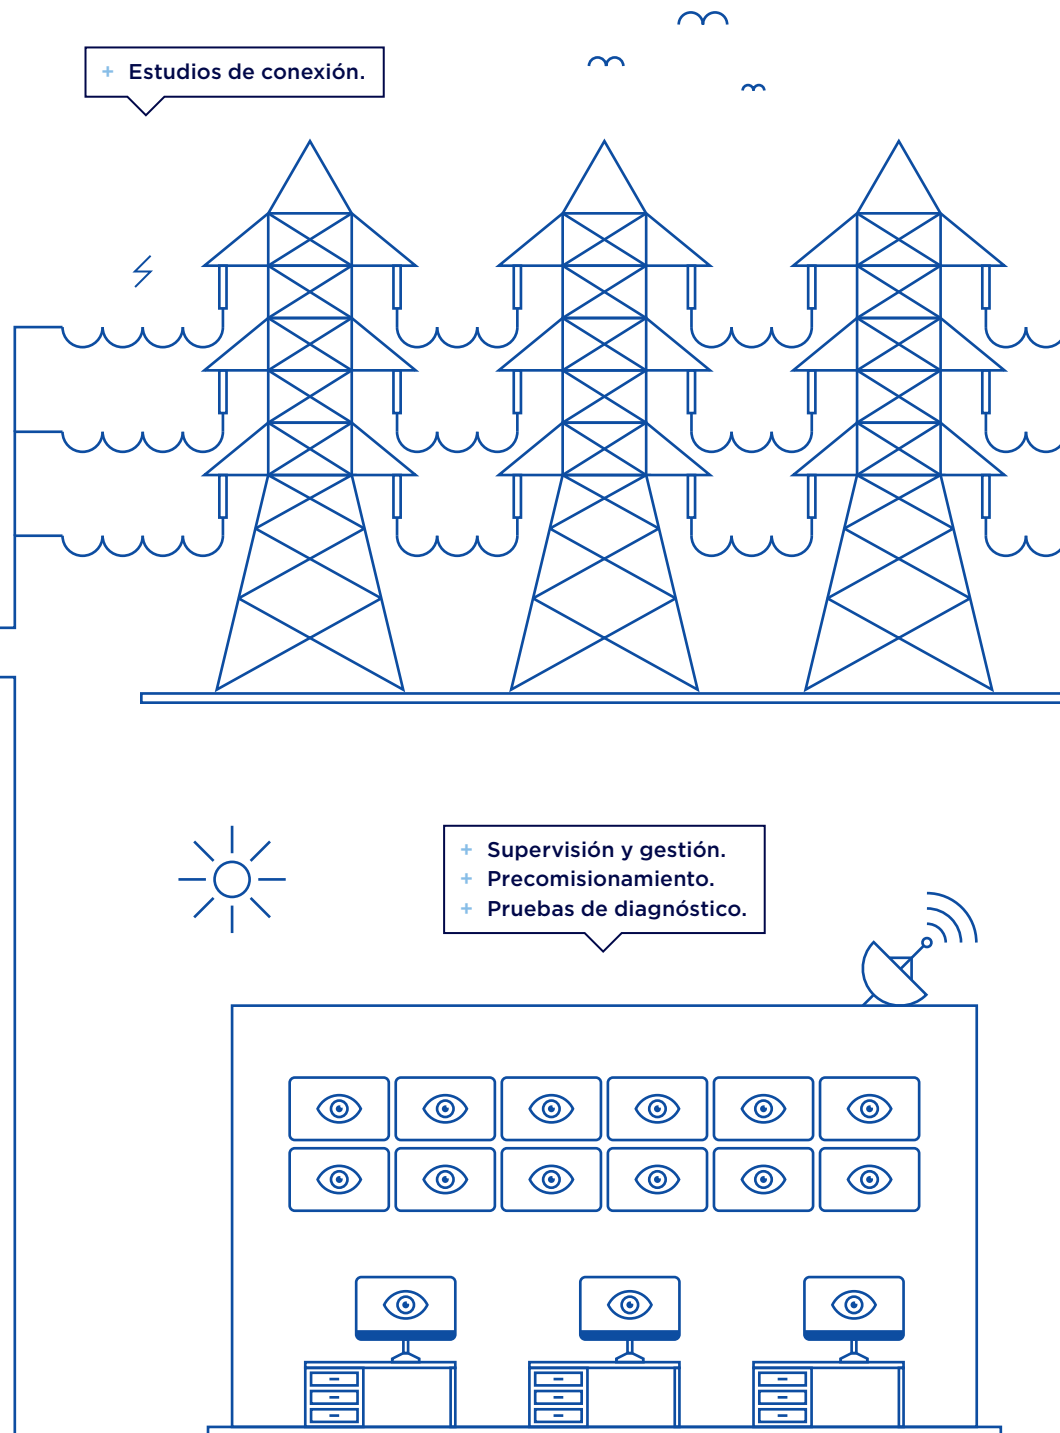 + Estudios de conexión.
+ Supervisión y gestión.
+ Precomisionamiento.
+ Pruebas de diagnóstico.